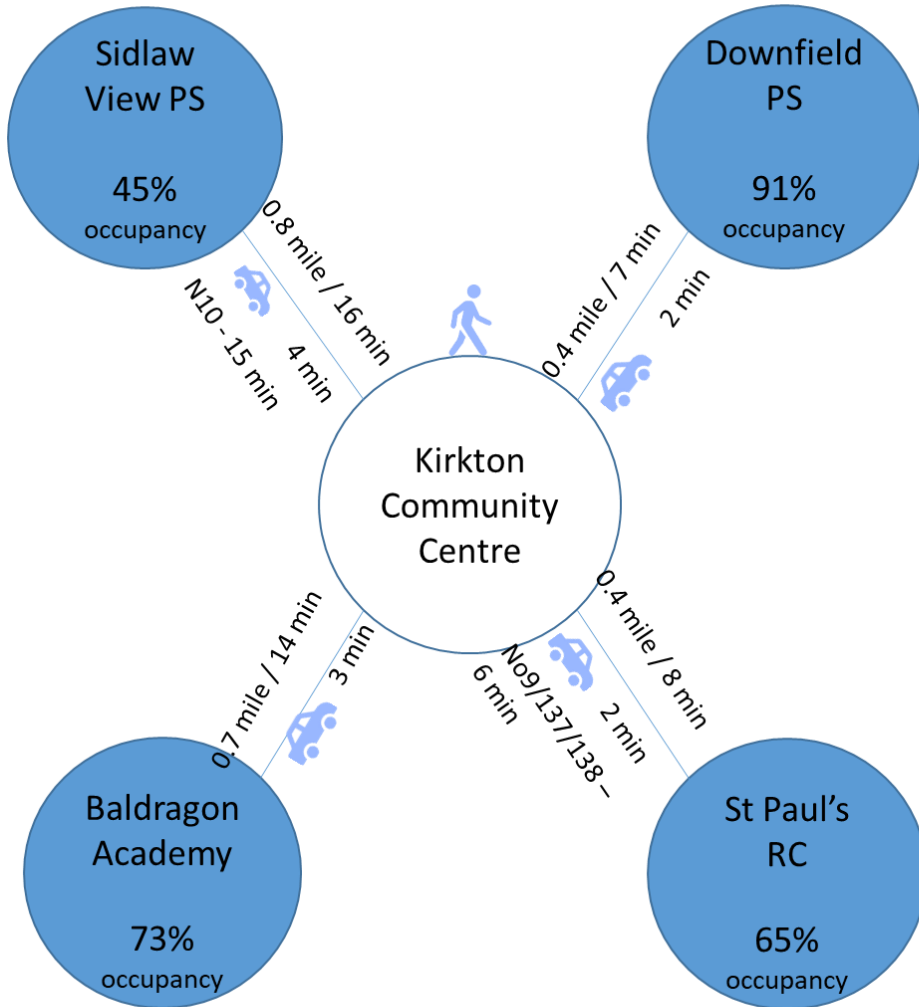 Sidlaw
View PS
45%
occupancy
Downfield
PS
91%
occupancy
0.8 mile / 16 min
4 min
N10 - 15 min
0.4 mile / 7 min
2 min
Kirkton
Community
Centre
0.7 mile / 14 min
3 min
0.4 mile / 8 min
2 min
No9/137/138 –
6 min
Baldragon
Academy
73%
occupancy
St Paul’s
RC
65%
occupancy